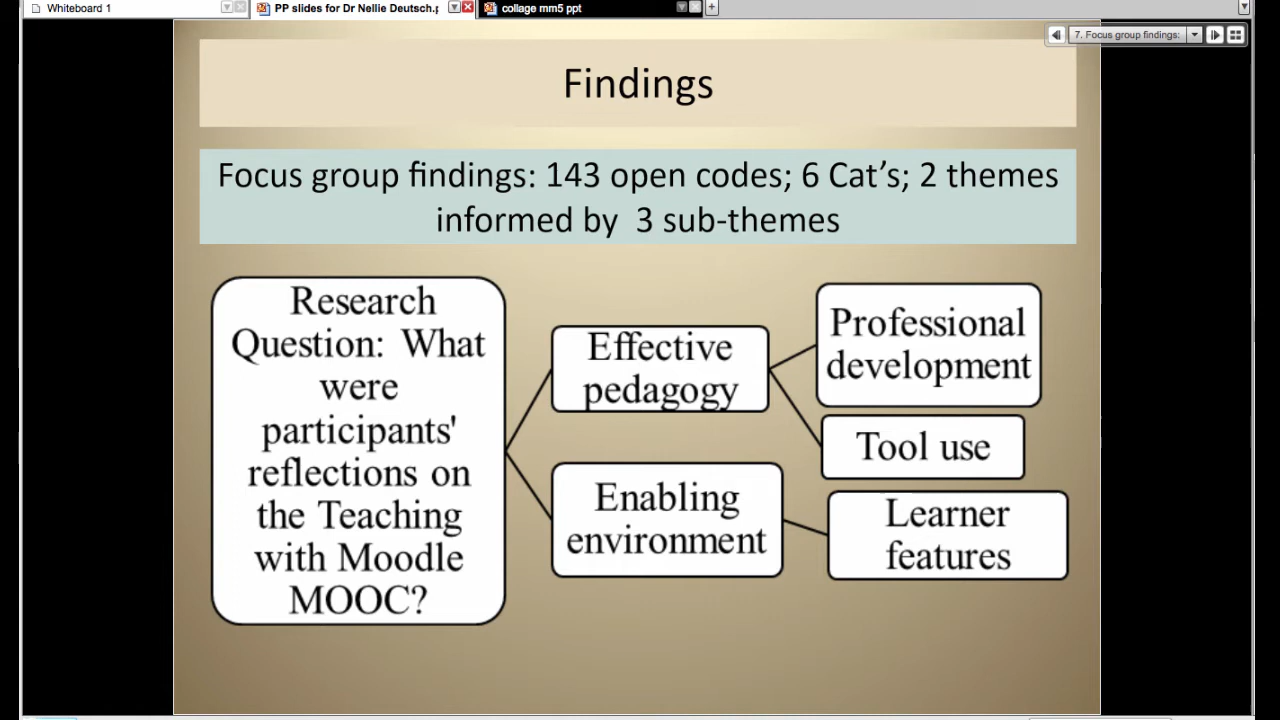 Whiteboard 1
PP slides for Dr Nellie Deutsch.p
collage mm5 ppt
7. Focus group findings:
Findings
Focus group findings: 143 open codes; 6 Cat’s; 2 themes
informed by 3 sub-themes
Research
Question: What
were
participants'
reflections on
the Teaching
with Moodle
MOOC?
Effective
pedagogy
Enabling
environment
Professional
development
Tool use
Learner
features